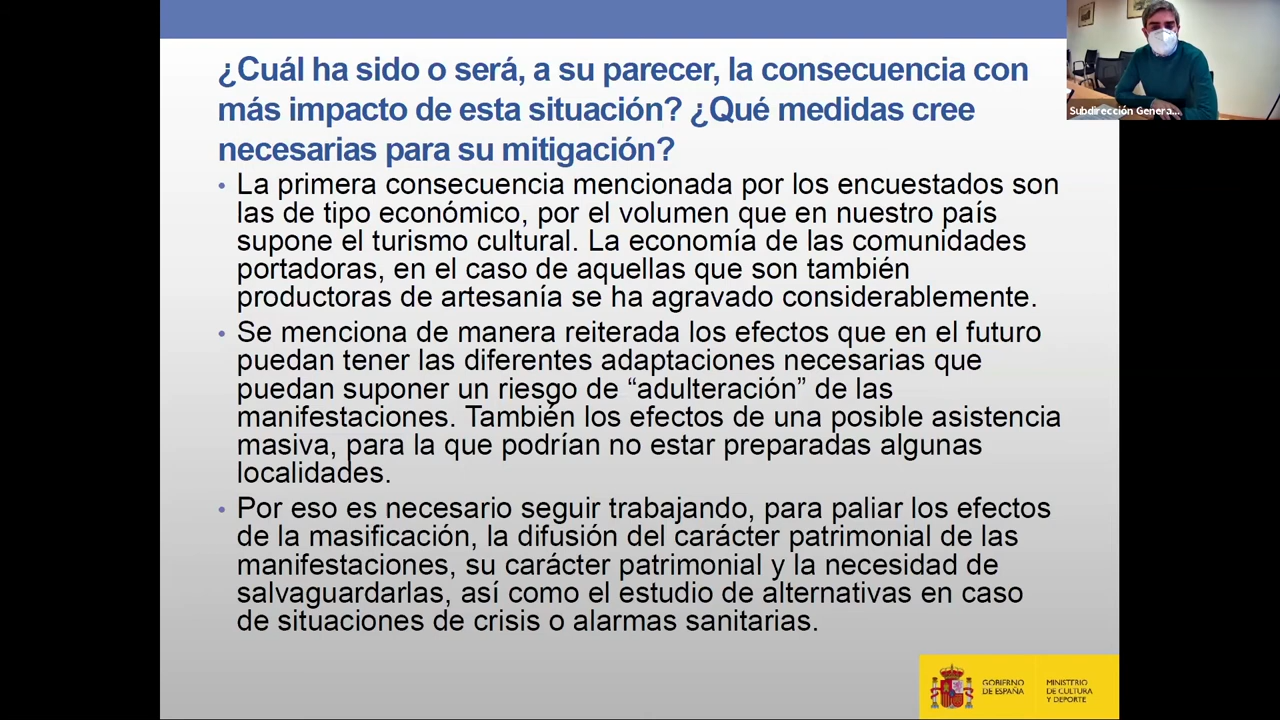 ¿Cuál ha sido o será, a su parecer, la consecuencia con
más impacto de esta situación? ¿Qué medidas cree
necesarias para su mitigación?
• La primera consecuencia mencionada por los encuestados son
las de tipo económico, por el volumen que en nuestro país
supone el turismo cultural. La economía de las comunidades
portadoras, en el caso de aquellas que son también
productoras de artesanía se ha agravado considerablemente.
• Se menciona de manera reiterada los efectos que en el futuro
puedan tener las diferentes adaptaciones necesarias que
puedan suponer un riesgo de “adulteración” de las
manifestaciones. También los efectos de una posible asistencia
masiva, para la que podrían no estar preparadas algunas
localidades.
• Por eso es necesario seguir trabajando, para paliar los efectos
de la masificación, la difusión del carácter patrimonial de las
manifestaciones, su carácter patrimonial y la necesidad de
salvaguardarlas, así como el estudio de alternativas en caso
de situaciones de crisis o alarmas sanitarias.
Subdirección Genera...
GOBIERNO
DE ESPAÑA
MINISTERIO
DE CULTURA
Y DEPORTE